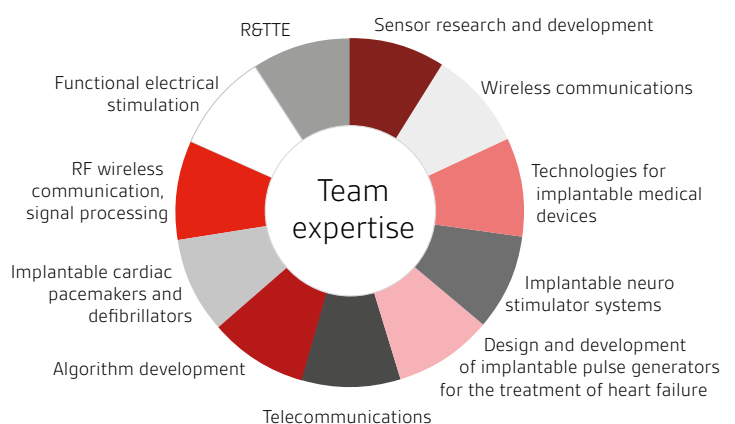 R&TTE
Sensor research and development
Wireless communications
Technologies for
implantable medical
devices
Implantable neuro
stimulator systems
Design and development
of implantable pulse generators
for the treatment of heart failure
Telecommunications
Algorithm development
Implantable cardiac
pacemakers and
defibrillators
RF wireless
communication,
signal processing
Functional electrical
stimulation
Team
expertise